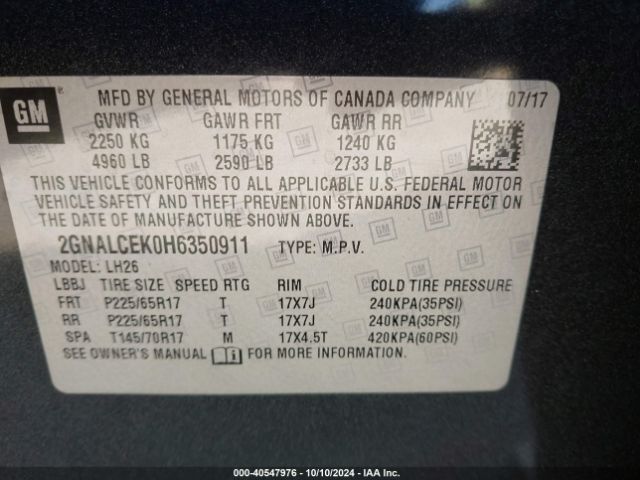 GM ®
MFD BY GENERAL MOTORS OF CANADA COMPANY 07/17
GVWR GAWR FRT GAWR RR
2250 KG 1175 KG 1240 KG
4960 LB 2590 LB 2733 LB
THIS VEHICLE CONFORMS TO ALL APPLICABLE U.S. FEDERAL MOTOR
VEHICLE SAFETY AND THEFT PREVENTION STANDARDS IN EFFECT ON
THE DATE OF MANUFACTURE SHOWN ABOVE.
2GNALCEK0H6350911 TYPE: M.P.V.
MODEL: LH26
LBBJ TIRE SIZE SPEED RTG RIM COLD TIRE PRESSURE
FRT P225/65R17 T 17X7J 240KPA(35PSI)
RR P225/65R17 T 17X7J 240KPA(35PSI)
SPA T145/70R17 M 17X4.5T 420KPA(60PSI)
SEE OWNER'S MANUAL FOR MORE INFORMATION.
000-40547976 - 10/10/2024 - IAAI.COM